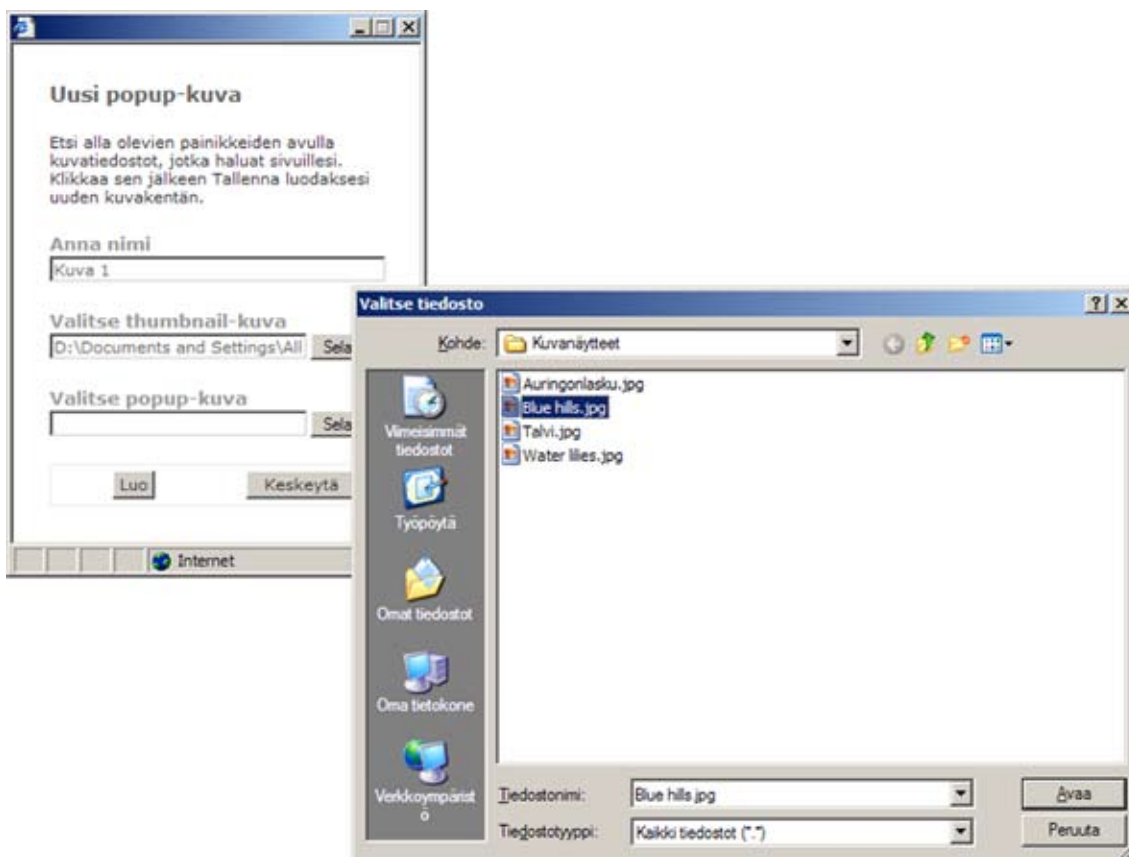 Uusi popup-kuva
Etsi alla olevien painikkeiden avulla
kuvatiedostot, jotka haluat sivuillesi.
Klikkaa sen jälkeen Tallenna luodaksesi
uuden kuvakentän.
Anna nimi
Kuva 1
Valitse thumbnail-kuva
D:\Documents and Settings\All
Sela
Valitse popup-kuva
Sela
Luo
Keskeytä
Internet
Valitse tiedosto
Kohde:
Kuvanäytteet
Viimeisimmät
tiedostot
Työpöytä
Omat tiedostot
Oma tietokone
Verkkoympärist
ö
Auringonlasku.jpg
Blue hills.jpg
Talvi.jpg
Water lilies.jpg
Tiedostonimi:
Blue hills.jpg
Avaa
Tiedostotyyppi:
Kaikki tiedostot (*.*)
Peruuta